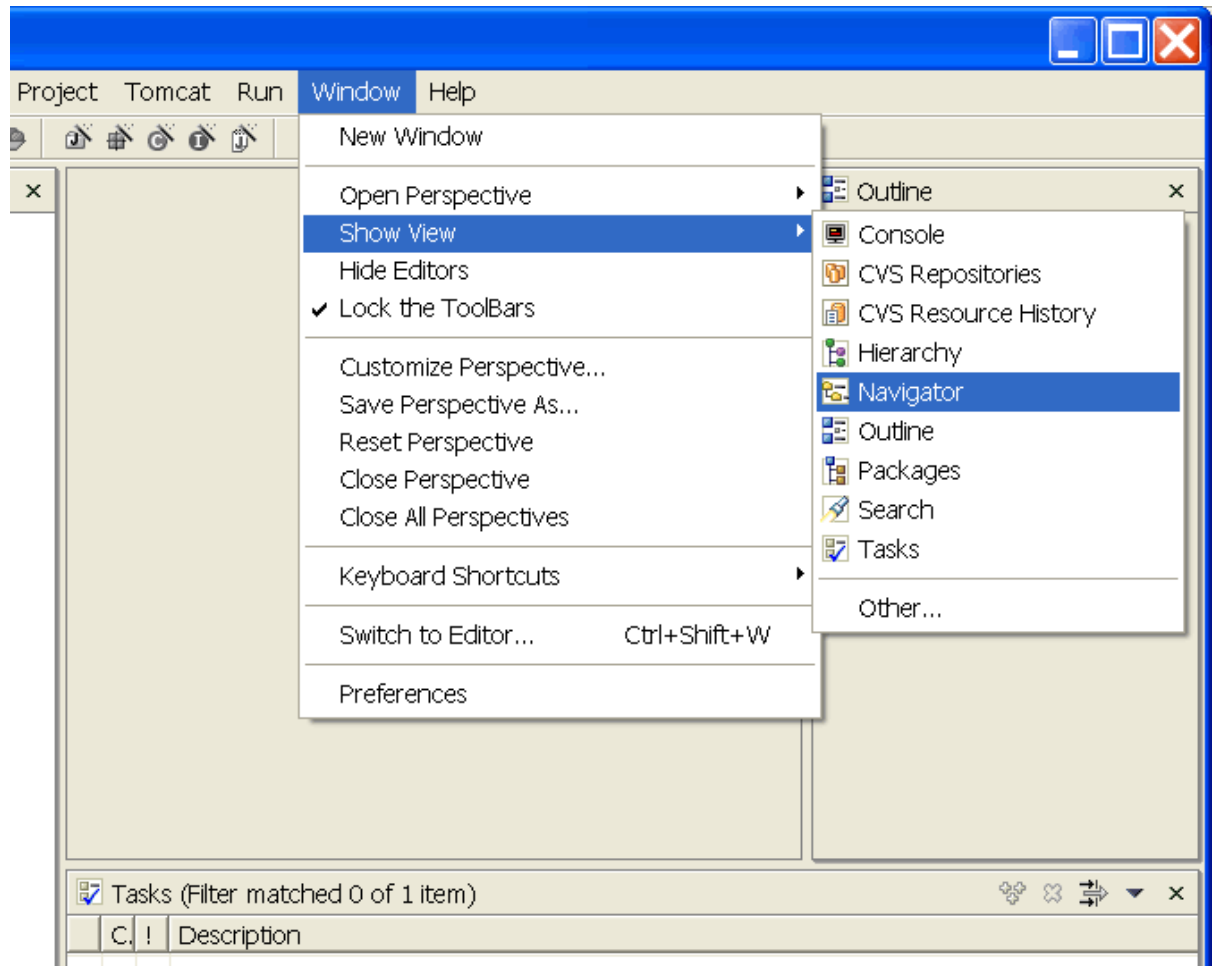 Project Tomcat Run Window Help
New Window
Open Perspective
Show View
Hide Editors
Lock the ToolBars
Customize Perspective...
Save Perspective As...
Reset Perspective
Close Perspective
Close All Perspectives
Keyboard Shortcuts
Switch to Editor... Ctrl+Shift+W
Preferences
Outline
Console
CVS Repositories
CVS Resource History
Hierarchy
Navigator
Outline
Packages
Search
Tasks
Other...
Tasks (Filter matched 0 of 1 item)
C. ! Description